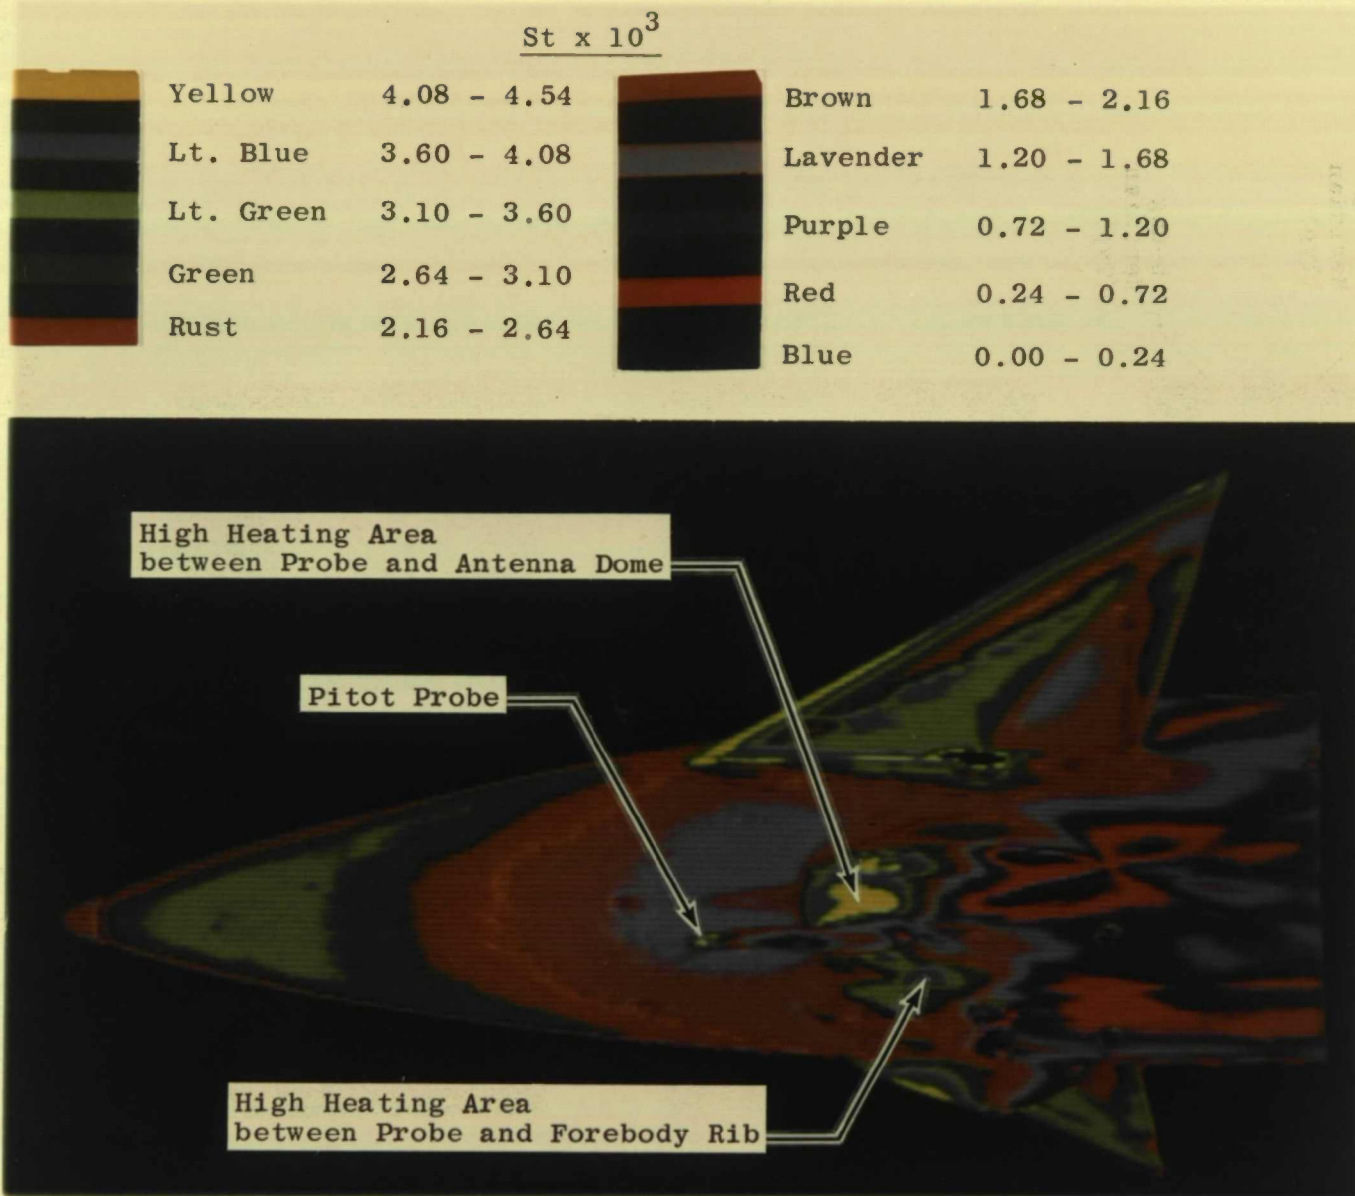 St x 10³
Yellow 4.08 - 4.54
Lt. Blue 3.60 - 4.08
Lt. Green 3.10 - 3.60
Green 2.64 - 3.10
Rust 2.16 - 2.64
Brown 1.68 - 2.16
Lavender 1.20 - 1.68
Purple 0.72 - 1.20
Red 0.24 - 0.72
Blue 0.00 - 0.24
High Heating Area
between Probe and Antenna Dome
Pitot Probe
High Heating Area
between Probe and Forebody Rib